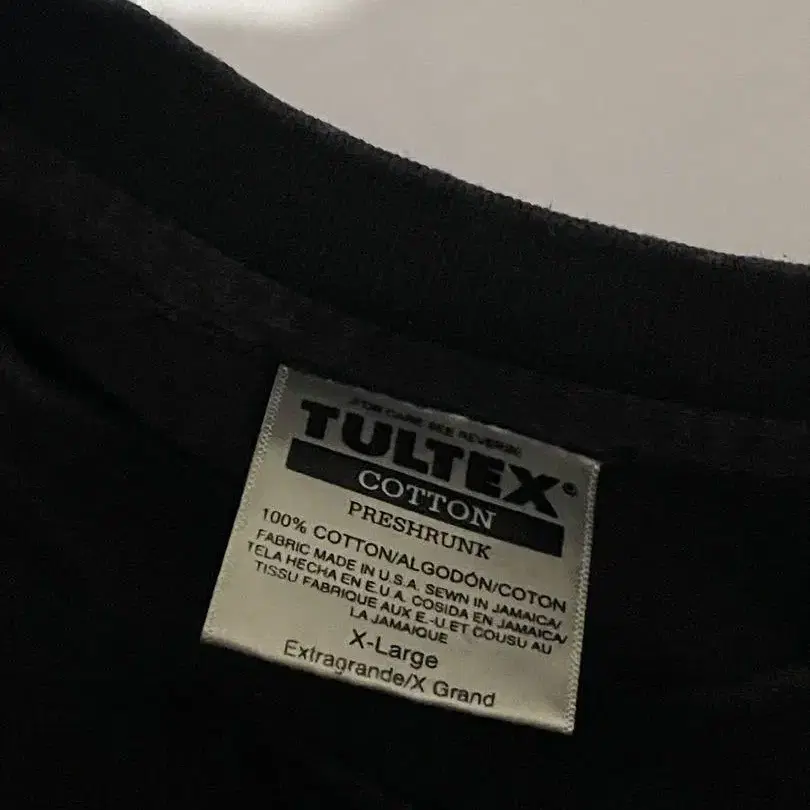 FOR CARE SEE REVERSE
TULTEX®
COTTON
PRESHRUNK
100% COTTON/ALGODÓN/COTON
FABRIC MADE IN U.S.A. SEWN IN JAMAICA/
TELA HECHA EN E.U.A. COSIDA EN JAMAICA/
TISSU FABRIQUE AUX E.-U. ET COUSU AU
LA JAMAIQUE
X-Large
Extragrande/X Grand